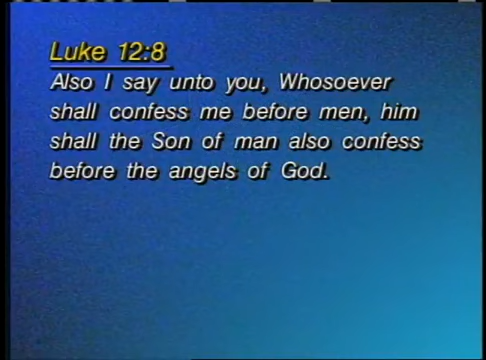 Luke 12:8
Also I say unto you, Whosoever
shall confess me before men, him
shall the Son of man also confess
before the angels of God.